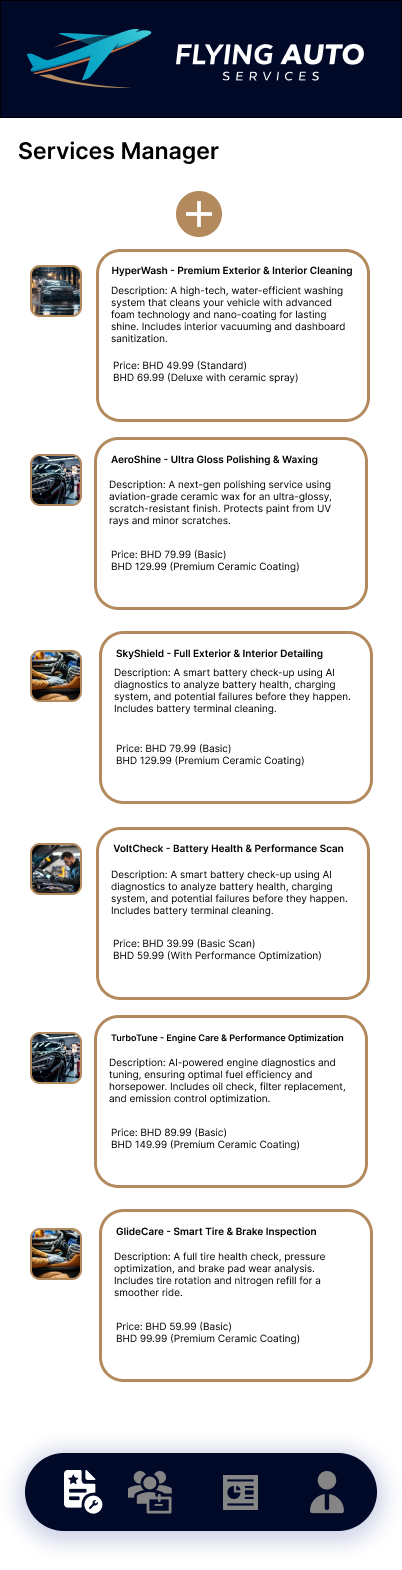 FLYING AUTO
SERVICES
Services Manager
HyperWash - Premium Exterior & Interior Cleaning
Description: A high-tech, water-efficient washing
system that cleans your vehicle with advanced
foam technology and nano-coating for lasting
shine. Includes interior vacuuming and dashboard
sanitization.
Price: BHD 49.99 (Standard)
BHD 69.99 (Deluxe with ceramic spray)
AeroShine - Ultra Gloss Polishing & Waxing
Description: A next-gen polishing service using
aviation-grade ceramic wax for an ultra-glossy,
scratch-resistant finish. Protects paint from UV
rays and minor scratches.
Price: BHD 79.99 (Basic)
BHD 129.99 (Premium Ceramic Coating)
SkyShield - Full Exterior & Interior Detailing
Description: A smart battery check-up using AI
diagnostics to analyze battery health, charging
system, and potential failures before they happen.
Includes battery terminal cleaning.
Price: BHD 79.99 (Basic)
BHD 129.99 (Premium Ceramic Coating)
VoltCheck - Battery Health & Performance Scan
Description: A smart battery check-up using AI
diagnostics to analyze battery health, charging
system, and potential failures before they happen.
Includes battery terminal cleaning.
Price: BHD 39.99 (Basic Scan)
BHD 59.99 (With Performance Optimization)
TurboTune - Engine Care & Performance Optimization
Description: AI-powered engine diagnostics and
tuning, ensuring optimal fuel efficiency and
horsepower. Includes oil check, filter replacement,
and emission control optimization.
Price: BHD 89.99 (Basic)
BHD 149.99 (Premium Ceramic Coating)
GlideCare - Smart Tire & Brake Inspection
Description: A full tire health check, pressure
optimization, and brake pad wear analysis.
Includes tire rotation and nitrogen refill for a
smoother ride.
Price: BHD 59.99 (Basic)
BHD 99.99 (Premium Ceramic Coating)